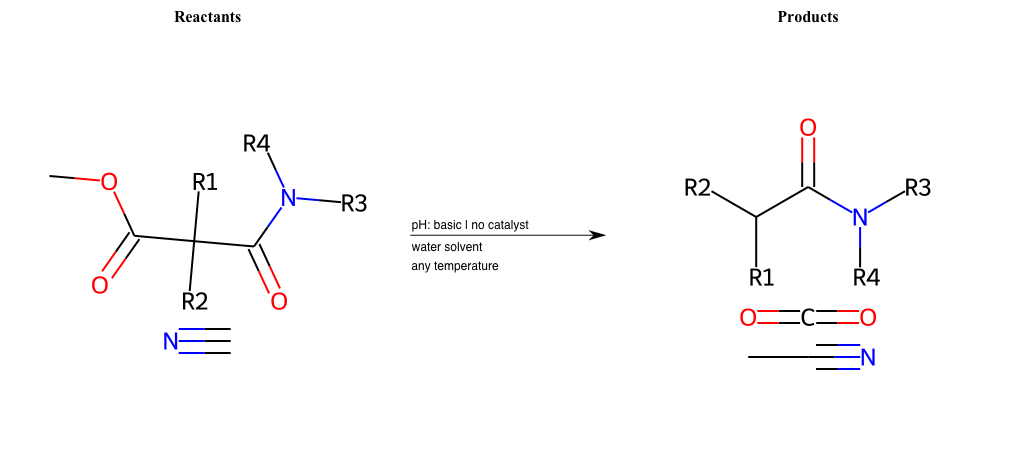 Reactants
Products
O
R4
R1
N
R3
O
R2
O
N
pH: basic | no catalyst
water solvent
any temperature
O
R2
R3
N
R1
R4
O C O
N